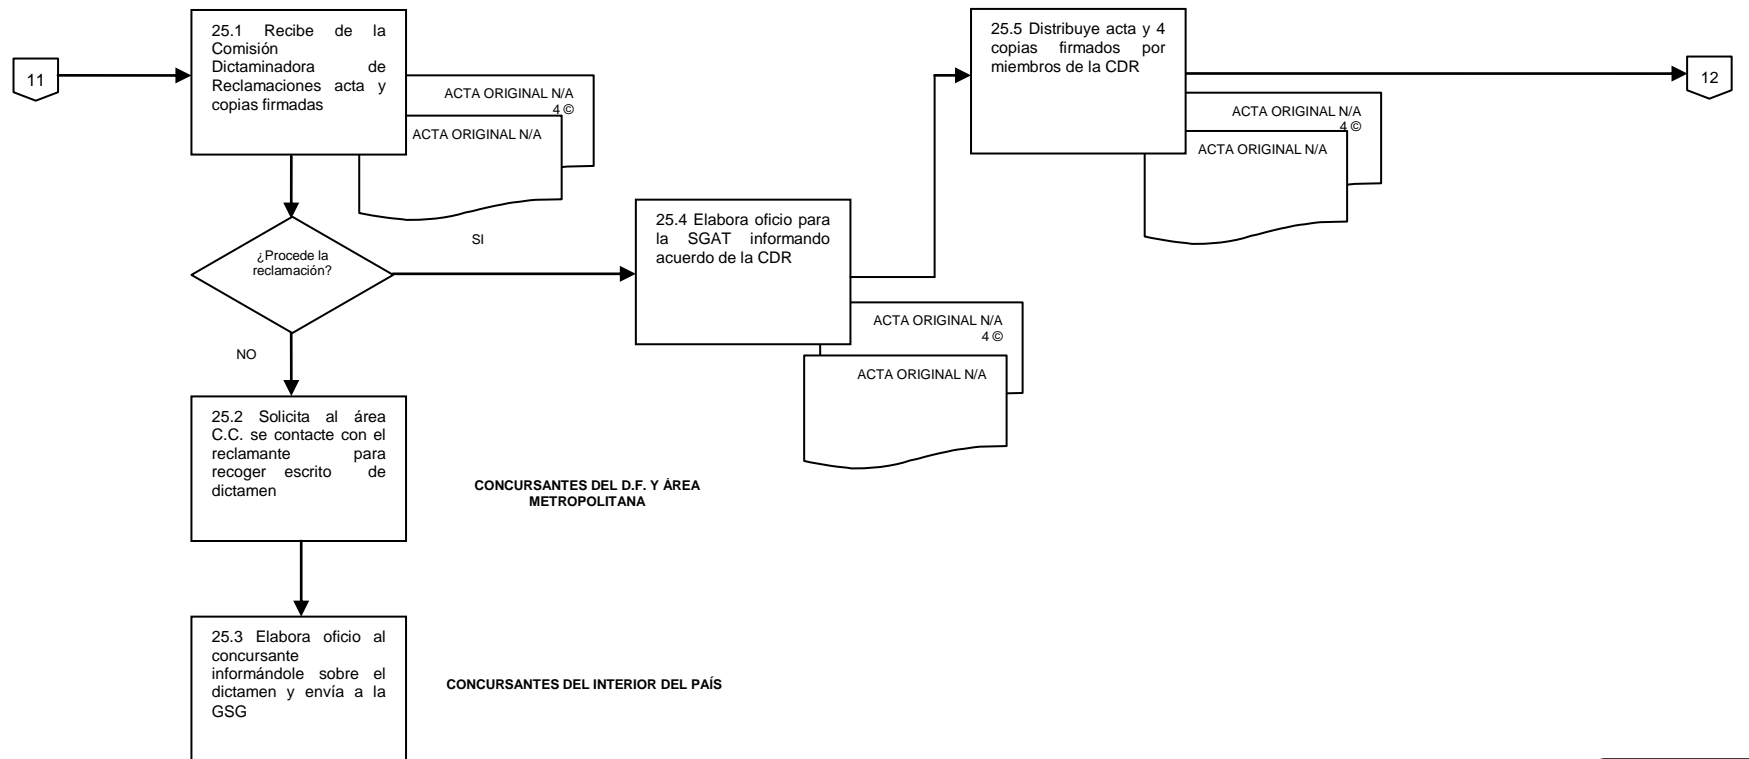 11
25.1 Recibe de la
Comisión
Dictaminadora de
Reclamaciones acta y
copias firmadas
ACTA ORIGINAL N/A
4 ©
ACTA ORIGINAL N/A
¿Procede la
reclamación?
SI
NO
25.2 Solicita al área
C.C. se contacte con el
reclamante para
recoger escrito de
dictamen
CONCURSANTES DEL D.F. Y ÁREA
METROPOLITANA
25.3 Elabora oficio al
concursante
informándole sobre el
dictamen y envía a la
GSG
CONCURSANTES DEL INTERIOR DEL PAÍS
25.4 Elabora oficio para
la SGAT informando
acuerdo de la CDR
ACTA ORIGINAL N/A
4 ©
ACTA ORIGINAL N/A
25.5 Distribuye acta y 4
copias firmados por
miembros de la CDR
ACTA ORIGINAL N/A
4 ©
ACTA ORIGINAL N/A
12